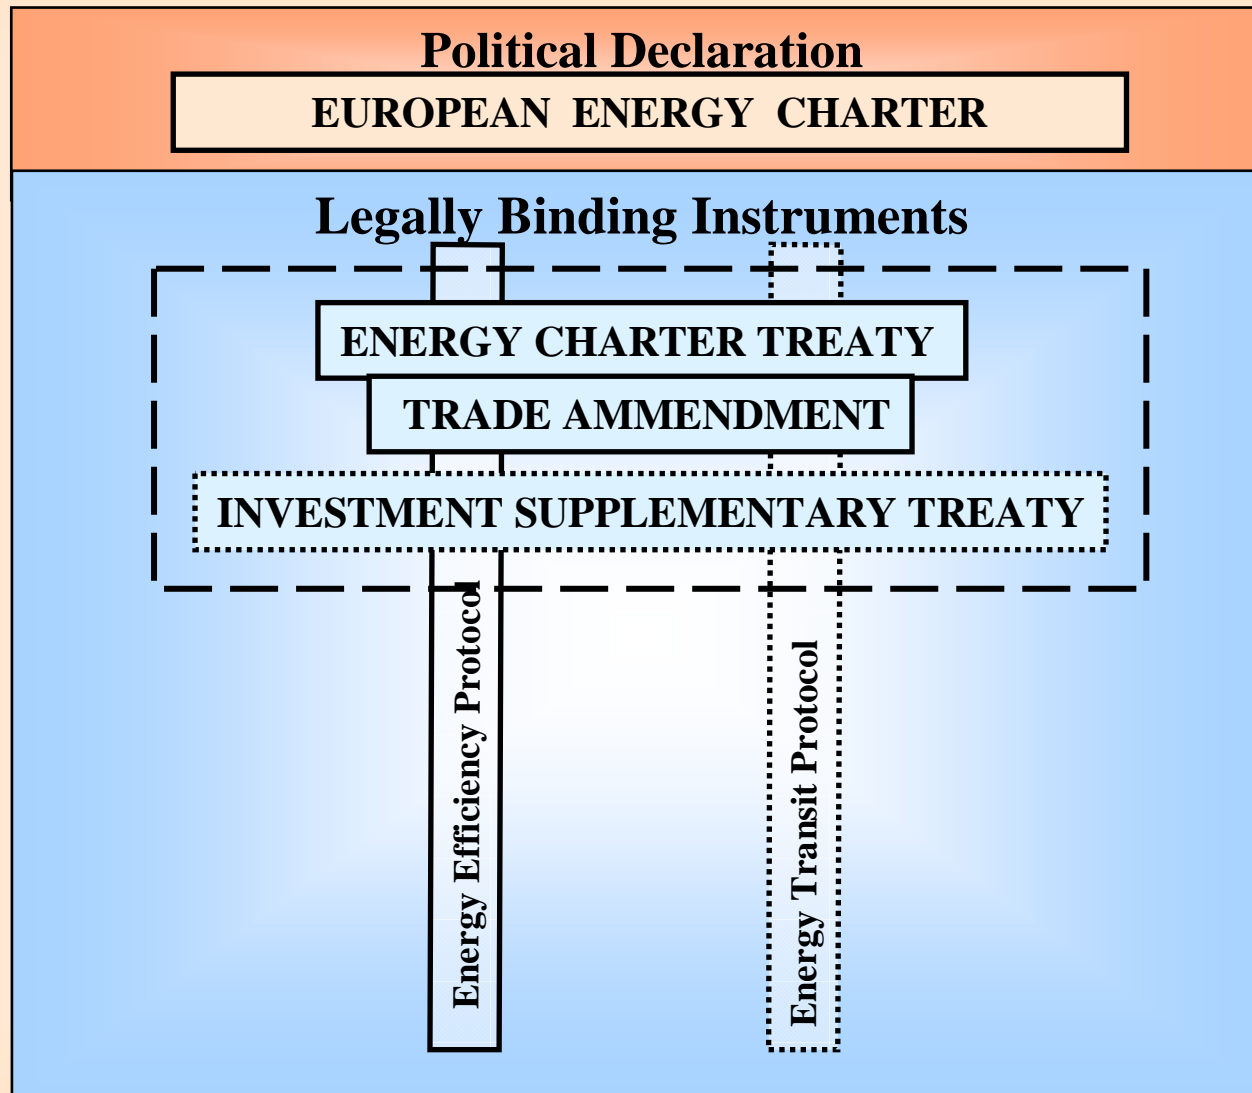 Political Declaration
EUROPEAN ENERGY CHARTER
Legally Binding Instruments
ENERGY CHARTER TREATY
TRADE AMMENDMENT
INVESTMENT SUPPLEMENTARY TREATY
Energy Efficiency Protocol
Energy Transit Protocol